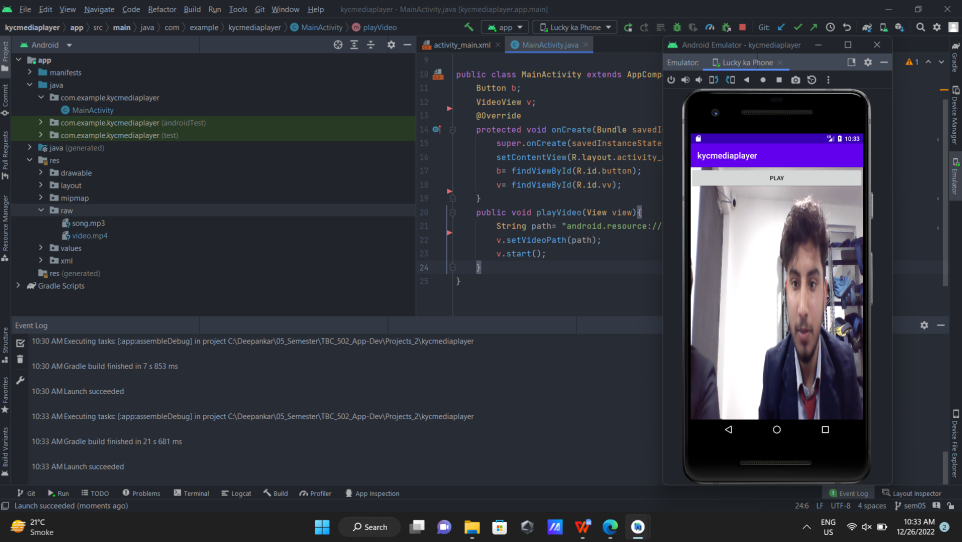 File Edit View Navigate Code Refactor Build Run Tools Git Window Help kycmediaplayer - MainActivity.java [kycmediaplayer.app.main]
kycmediaplayer app src main java com example kycmediaplayer MainActivity playVideo
app Lucky ka Phone Git:
Android
activity_main.xml MainActivity.java
Project
Commit
Pull Requests
Resource Manager
Structure
Favorites
Build Variants
app
manifests
java
com.example.kycmediaplayer
MainActivity
com.example.kycmediaplayer (androidTest)
com.example.kycmediaplayer (test)
java (generated)
res
drawable
layout
mipmap
raw
song.mp3
video.mp4
values
xml
res (generated)
Gradle Scripts
9
10 public class MainActivity extends AppComp
11 Button b;
12 VideoView v;
13 @Override
14 protected void onCreate(Bundle savedIns
15 super.onCreate(savedInstanceState
16 setContentView(R.layout.activity_
17 b= findViewById(R.id.button);
18 v= findViewById(R.id.vv);
19 }
20 public void playVideo(View view){
21 String path= "android.resource://
22 v.setVideoPath(path);
23 v.start();
24 }
25 }
1
Android Emulator - kycmediaplayer
Emulator: Lucky ka Phone
10:33
kycmediaplayer
PLAY
Gradle
Device Manager
Emulator
Device File Explorer
Event Log
10:30 AM Executing tasks: [:app:assembleDebug] in project C:\Deepankar\05_Semester\TBC_502_App-Dev\Projects_2\kycmediaplayer
10:30 AM Gradle build finished in 7 s 853 ms
10:30 AM Launch succeeded
10:33 AM Executing tasks: [:app:assembleDebug] in project C:\Deepankar\05_Semester\TBC_502_App-Dev\Projects_2\kycmediaplayer
10:33 AM Gradle build finished in 21 s 681 ms
10:33 AM Launch succeeded
Git Run TODO Problems Terminal Logcat Build Profiler App Inspection 1 Event Log Layout Inspector
Launch succeeded (moments ago) 24:6 LF UTF-8 4 spaces sem05
21°C
Smoke
Search
ENG
US
10:33 AM
12/26/2022
2